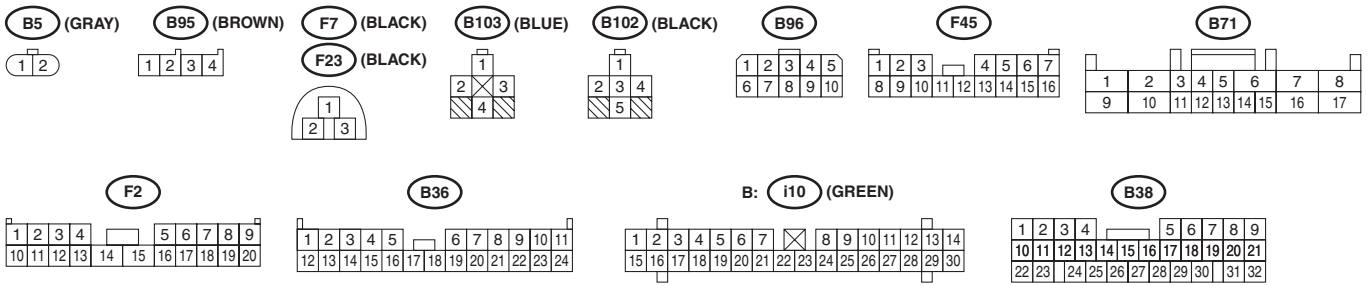 B5 (GRAY) B95 (BROWN) F7 (BLACK) B103 (BLUE) B102 (BLACK) B96 F45 B71
F23 (BLACK)
1 2
1 2 3 4
1
2 3
1
2 3
4
1
2 3 4
5
1 2 3 4 5
6 7 8 9 10
1 2 3 4 5 6 7
8 9 10 11 12 13 14 15 16
1 2 3 4 5 6 7 8
9 10 11 12 13 14 15 16 17
F2 B36 B: i10 (GREEN) B38
1 2 3 4 5 6 7 8 9
10 11 12 13 14 15 16 17 18 19 20
1 2 3 4 5 6 7 8 9 10 11
12 13 14 15 16 17 18 19 20 21 22 23 24
1 2 3 4 5 6 7 8 9 10 11 12 13 14
15 16 17 18 19 20 21 22 23 24 25 26 27 28 29 30
1 2 3 4 5 6 7 8 9
10 11 12 13 14 15 16 17 18 19 20 21
22 23 24 25 26 27 28 29 30 31 32